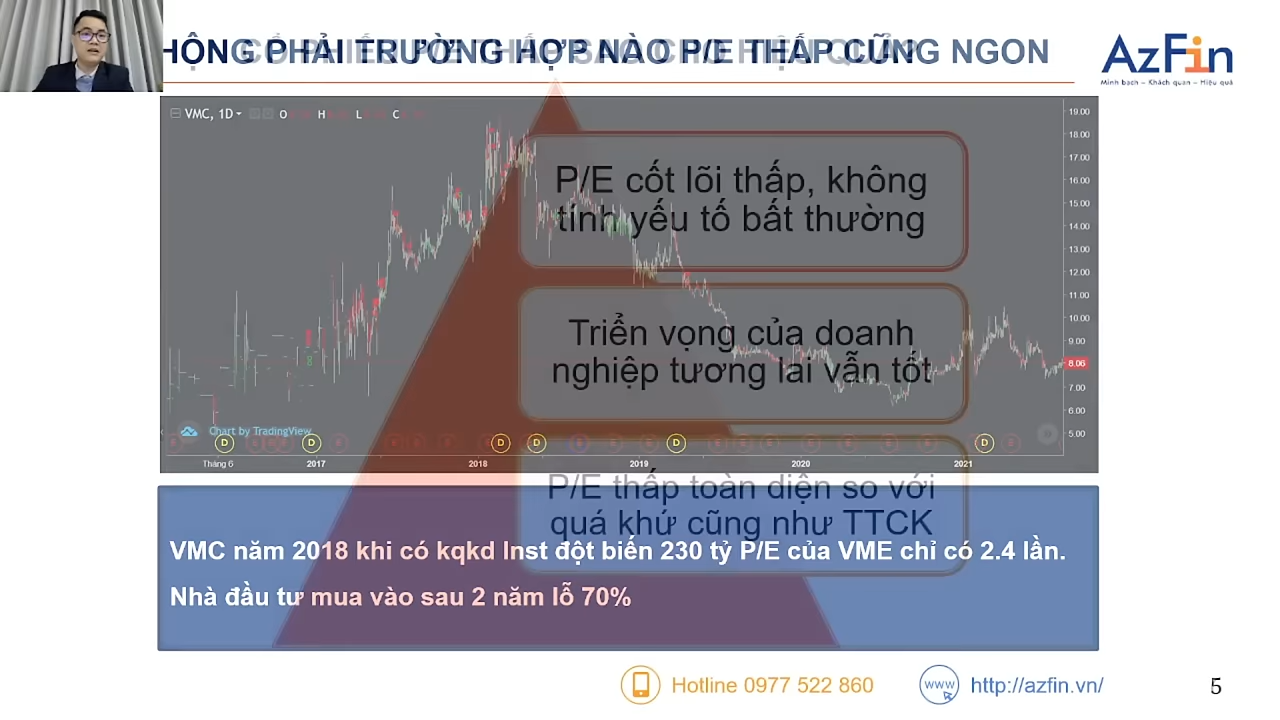 HÔNG PHẢI TRƯỜNG HỢP NÀO P/E THẤP CŨNG NGON
AzFin
Minh bạch – Khách quan – Hiệu quả
VMC, 1D
O H L C
19.00
18.00
17.00
16.00
15.00
14.00
13.00
12.00
11.00
10.00
9.00
8.06
7.00
6.00
5.00
P/E cốt lõi thấp, không
tính yếu tố bất thường
Triển vọng của doanh
nghiệp tương lai vẫn tốt
P/E thấp toàn diện so với
quá khứ cũng như TTCK
Chart by TradingView
D D D D D D
Tháng 6 2017 2018 2019 2020 2021
VMC năm 2018 khi có kqkd lnst đột biến 230 tỷ P/E của VME chỉ có 2.4 lần.
Nhà đầu tư mua vào sau 2 năm lỗ 70%
Hotline 0977 522 860
www
http://azfin.vn/
5